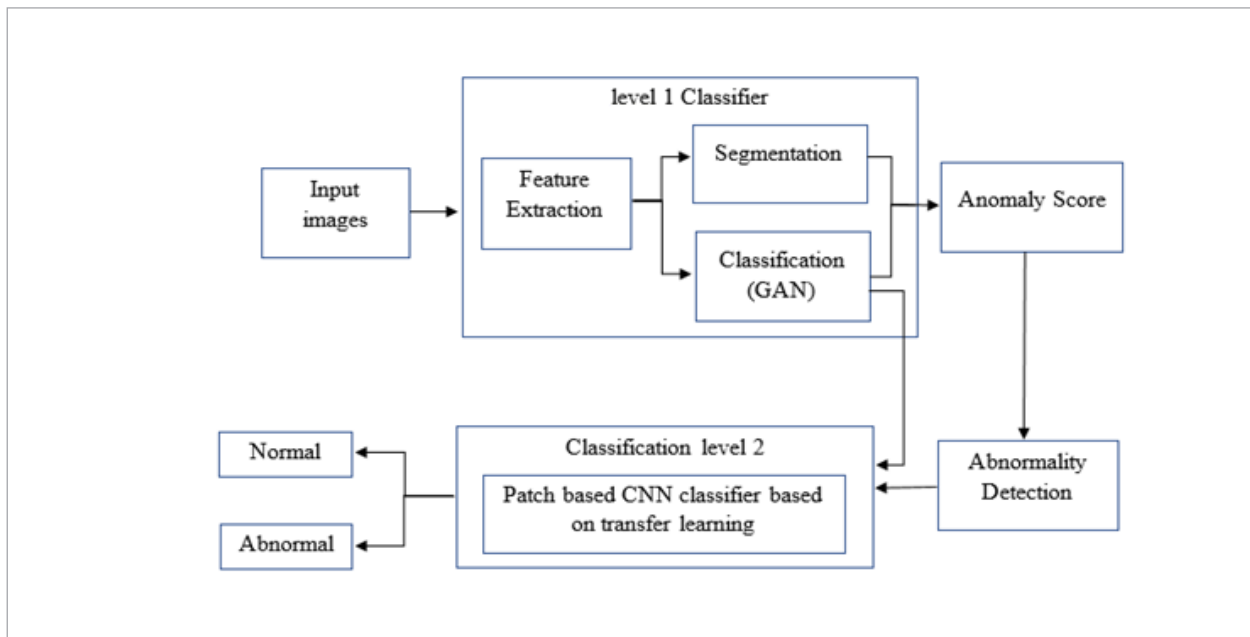 level 1 Classifier
Input
images
Feature
Extraction
Segmentation
Classification
(GAN)
Anomaly Score
Abnormality
Detection
Classification level 2
Patch based CNN classifier based
on transfer learning
Normal
Abnormal